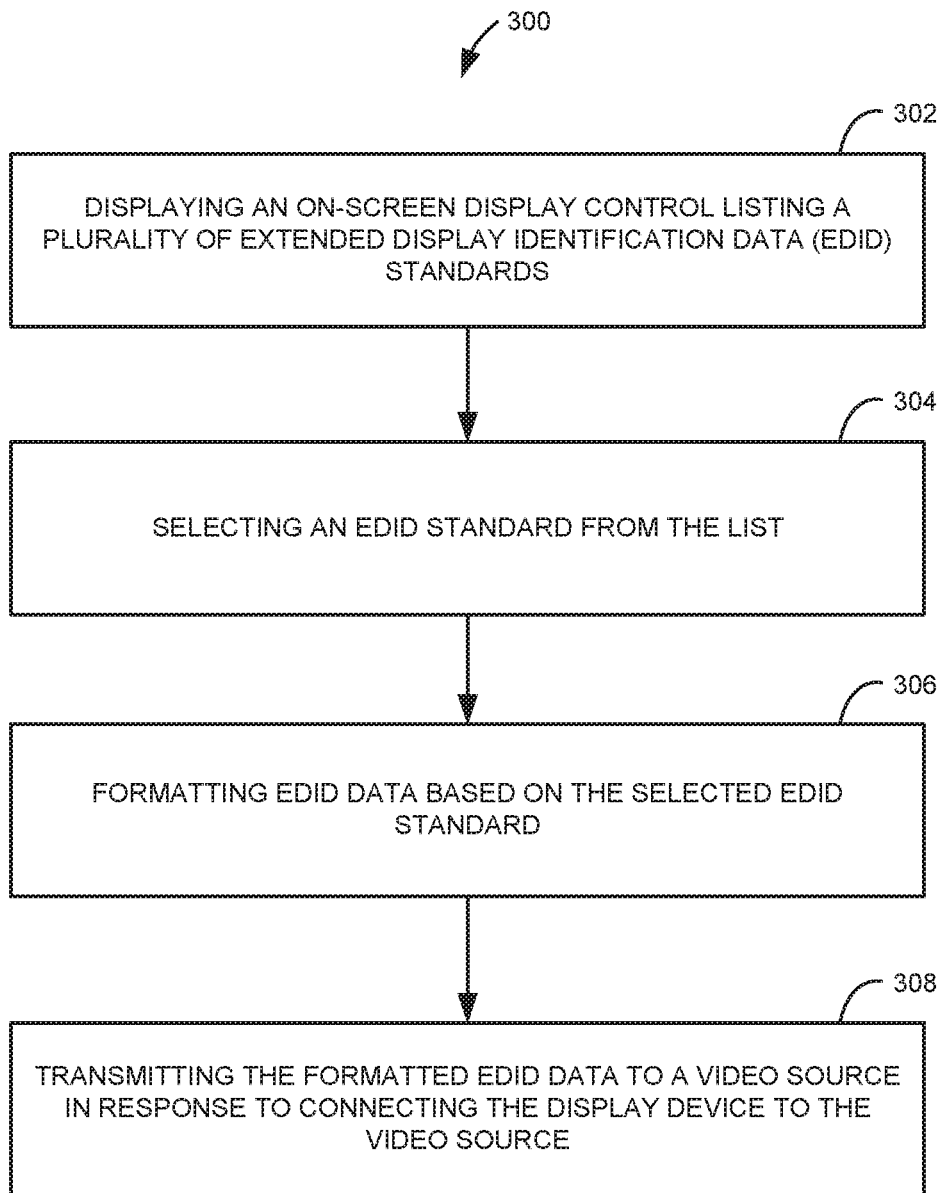 300
302
DISPLAYING AN ON-SCREEN DISPLAY CONTROL LISTING A
PLURALITY OF EXTENDED DISPLAY IDENTIFICATION DATA (EDID)
STANDARDS
304
SELECTING AN EDID STANDARD FROM THE LIST
306
FORMATTING EDID DATA BASED ON THE SELECTED EDID
STANDARD
308
TRANSMITTING THE FORMATTED EDID DATA TO A VIDEO SOURCE
IN RESPONSE TO CONNECTING THE DISPLAY DEVICE TO THE
VIDEO SOURCE